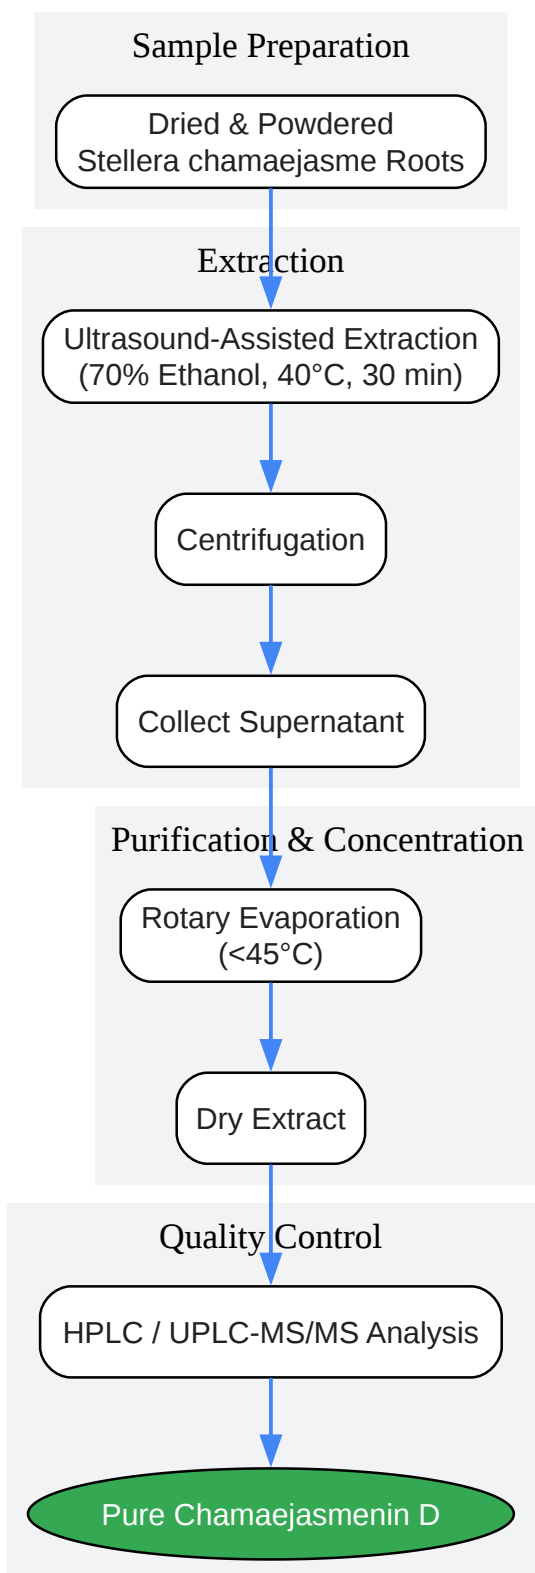 Sample Preparation
Dried & Powdered
Stellera chamaejasme Roots
Extraction
Ultrasound-Assisted Extraction
(70% Ethanol, 40°C, 30 min)
Centrifugation
Collect Supernatant
Purification & Concentration
Rotary Evaporation
(<45°C)
Dry Extract
Quality Control
HPLC / UPLC-MS/MS Analysis
Pure Chamaejasmenin D